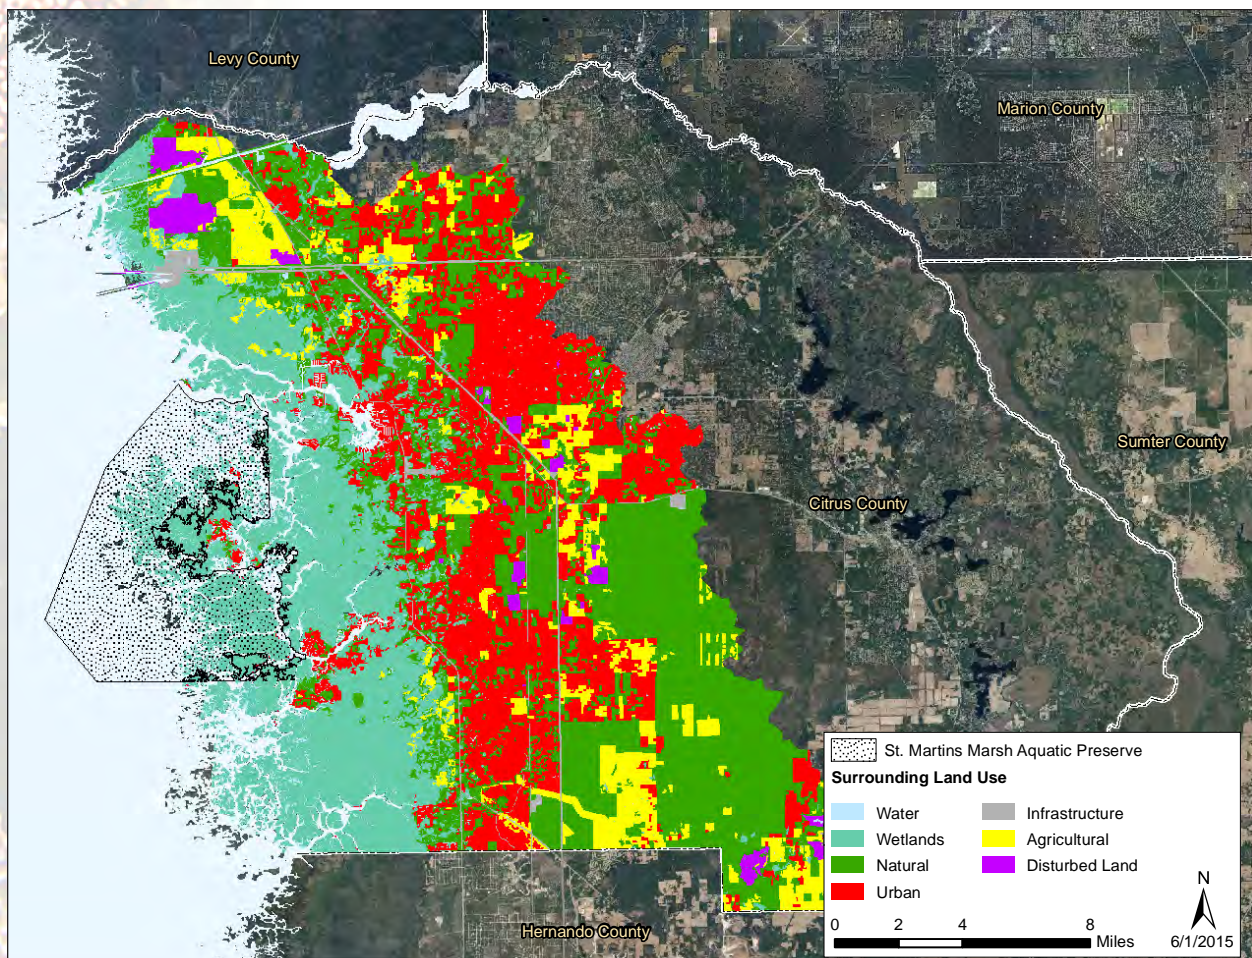 Levy County
Marion County
Sumter County
Citrus County
Hernando County
St. Martins Marsh Aquatic Preserve
Surrounding Land Use
Water
Wetlands
Natural
Urban
Infrastructure
Agricultural
Disturbed Land
N
0 2 4 8 Miles
6/1/2015